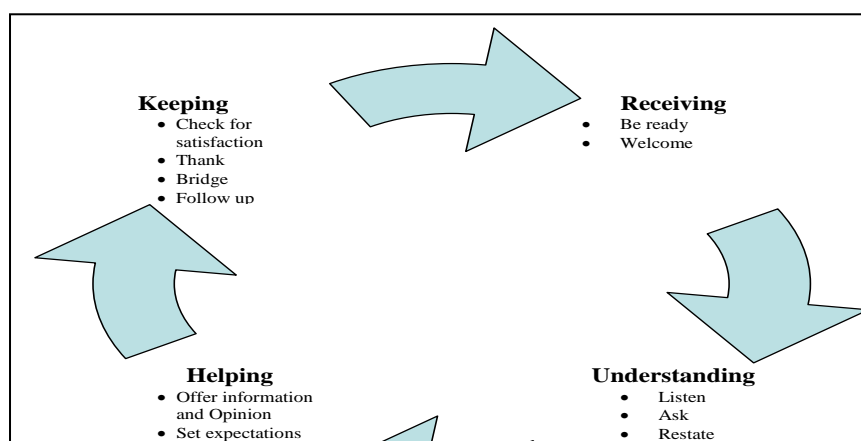 Keeping
• Check for
satisfaction
• Thank
• Bridge
• Follow up
Receiving
• Be ready
• Welcome
Helping
• Offer information
and Opinion
• Set expectations
Understanding
• Listen
• Ask
• Restate